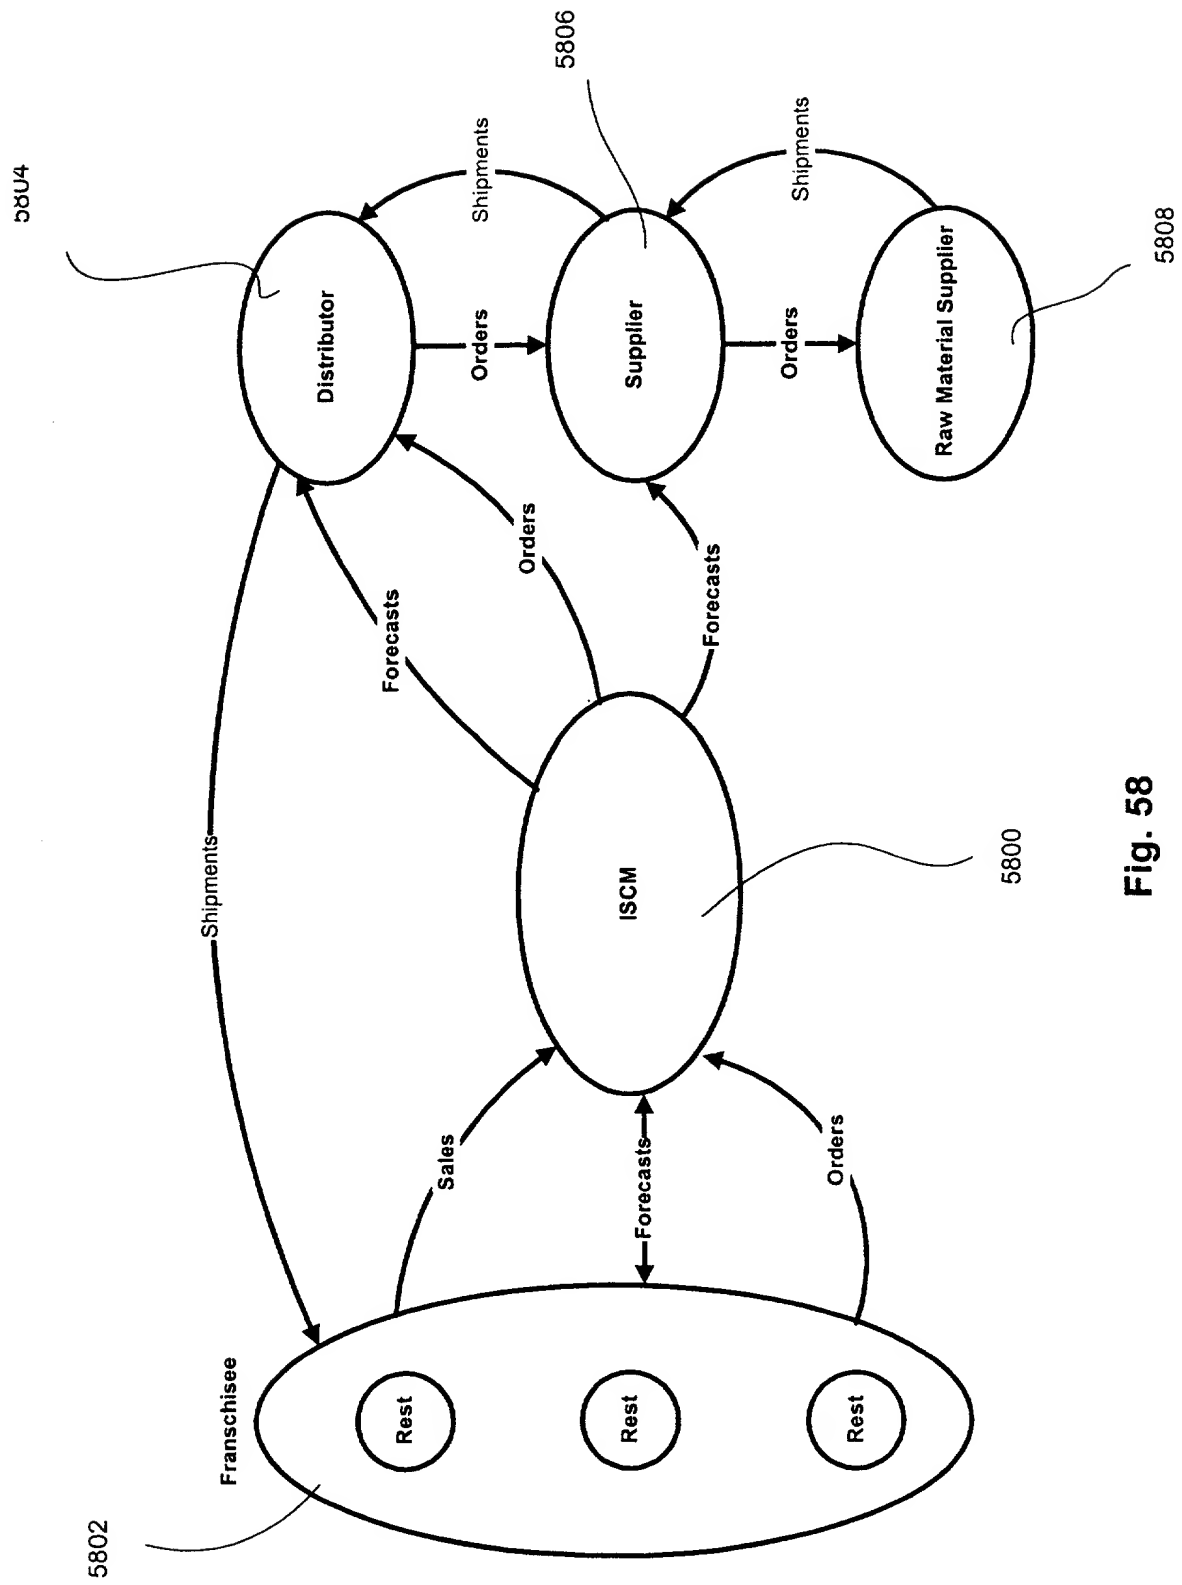 5802
Franschisee
Rest
Rest
Rest
Shipments
Sales
Forecasts
Orders
ISCM
5800
Forecasts
Orders
Forecasts
5804
Distributor
Orders
Shipments
5806
Supplier
Orders
Shipments
Raw Material Supplier
5808
Fig. 58